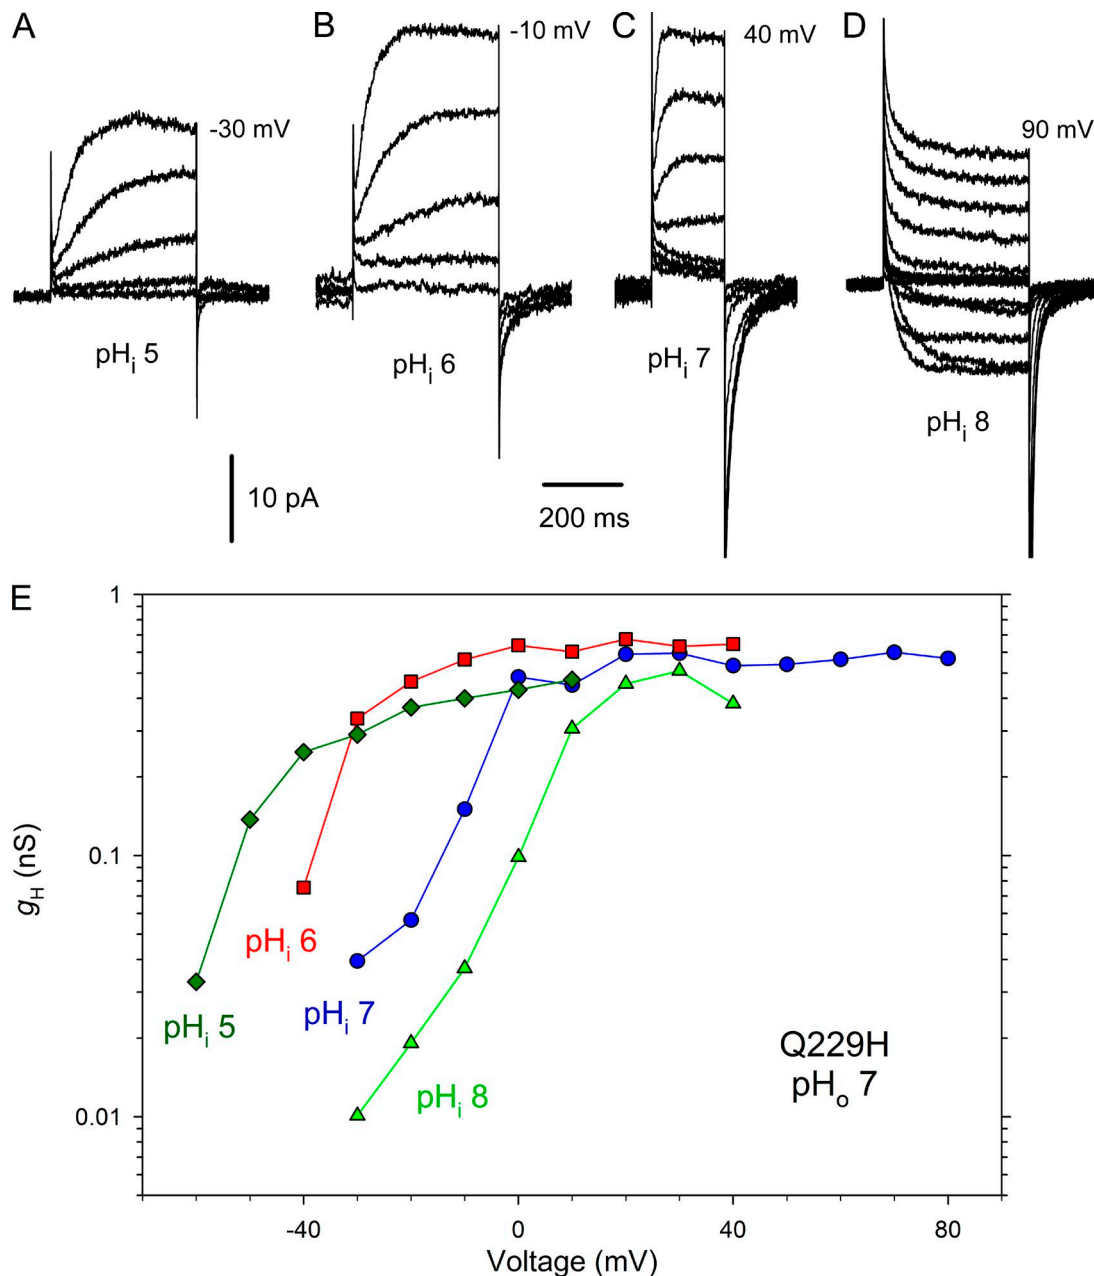 A
B
C
D
-30 mV
-10 mV
40 mV
90 mV
pHi 5
pHi 6
pHi 7
pHi 8
10 pA
200 ms
E
1
0.1
0.01
gH (nS)
pHi 6
pHi 5
pHi 7
pHi 8
Q229H
pHo 7
-40
0
40
80
Voltage (mV)